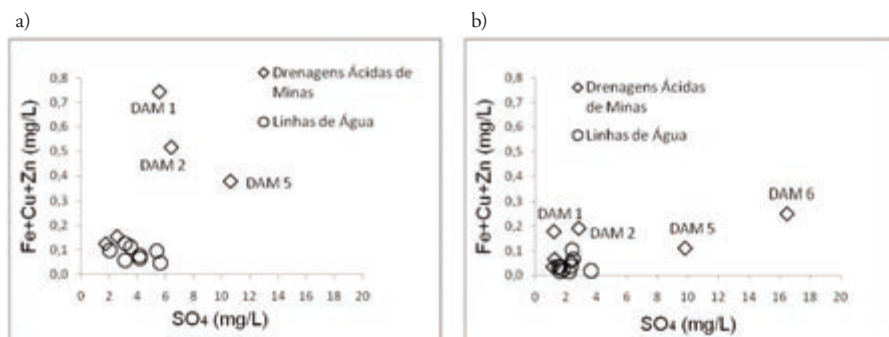 a)
Fe+Cu+Zn (mg/L)
0,8
0,7
0,6
0,5
0,4
0,3
0,2
0,1
0,0
Drenagens Ácidas de
Minas
Linhas de Água
DAM 1
DAM 2
DAM 5
0 2 4 6 8 10 12 14 16 18 20
SO4 (mg/L)
b)
Fe+Cu+Zn (mg/L)
0,8
0,7
0,6
0,5
0,4
0,3
0,2
0,1
0,0
Drenagens Ácidas
de Minas
Linhas de Água
DAM 1
DAM 2
DAM 5
DAM 6
0 2 4 6 8 10 12 14 16 18 20
SO4 (mg/L)